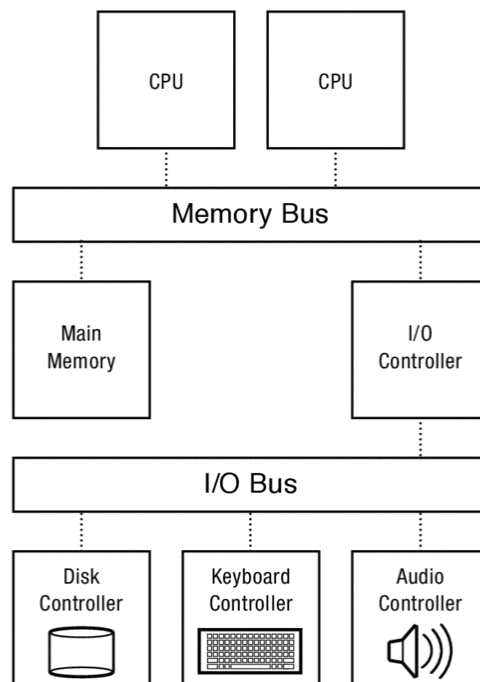 CPU
CPU
Memory Bus
Main
Memory
I/O
Controller
I/O Bus
Disk
Controller
Keyboard
Controller
Audio
Controller